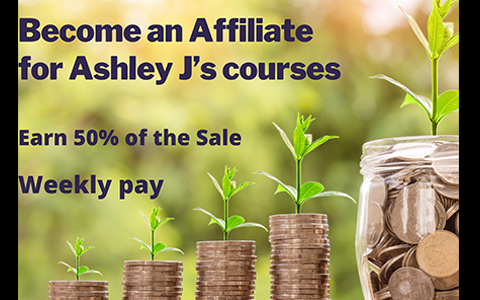 Become an Affiliate
for Ashley J’s courses
Earn 50% of the Sale
Weekly pay